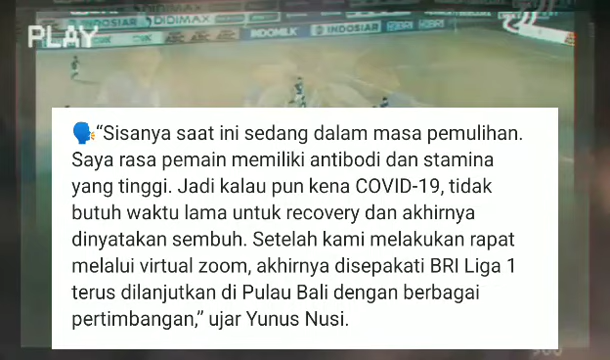 INDOSIAR
DIDIMAX
PLAY
INDOMILK
INDOSIAR
BRI
🗣️“Sisanya saat ini sedang dalam masa pemulihan.
Saya rasa pemain memiliki antibodi dan stamina
yang tinggi. Jadi kalau pun kena COVID-19, tidak
butuh waktu lama untuk recovery dan akhirnya
dinyatakan sembuh. Setelah kami melakukan rapat
melalui virtual zoom, akhirnya disepakati BRI Liga 1
terus dilanjutkan di Pulau Bali dengan berbagai
pertimbangan,” ujar Yunus Nusi.